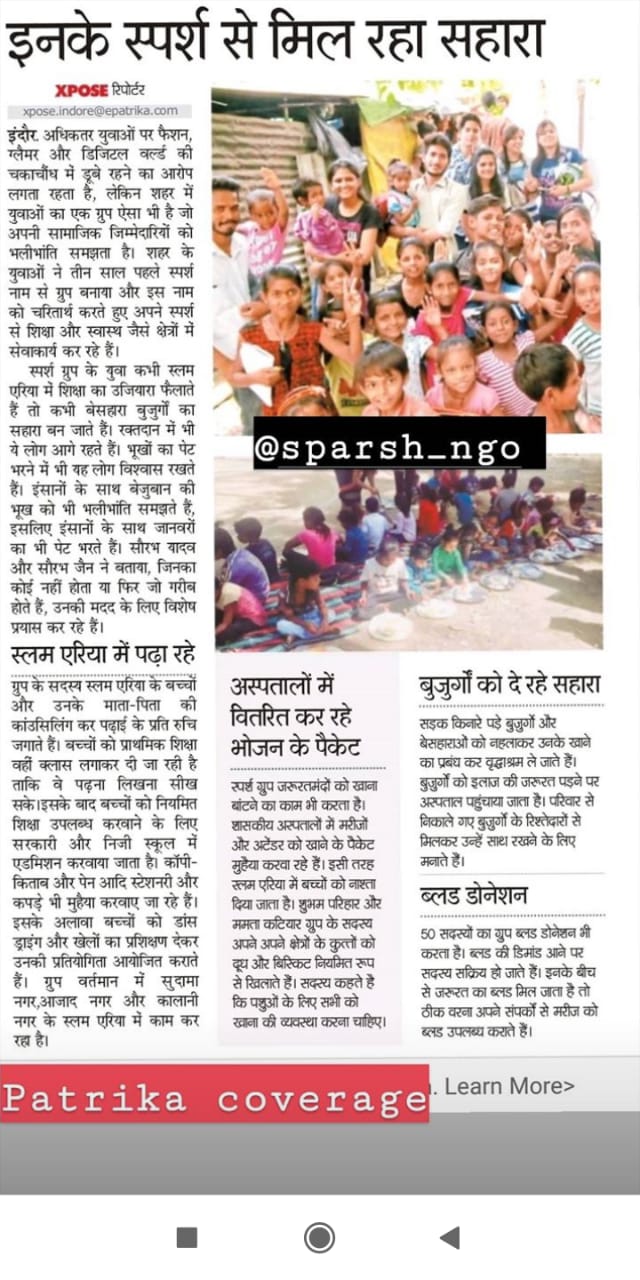 इनके स्पर्श से मिल रहा सहारा
XPOSE रिपोर्टर
xpose.indore@epatrika.com
इंदौर. अधिकतर युवाओं पर फैशन,
ग्लैमर और डिजिटल वर्ल्ड की
चकाचौंध में डूबे रहने का आरोप
लगता रहता है, लेकिन शहर में
युवाओं का एक ग्रुप ऐसा भी है जो
अपनी सामाजिक जिम्मेदारियों को
भलीभांति समझता है। शहर के
युवाओं ने तीन साल पहले स्पर्श
नाम से ग्रुप बनाया और इस नाम
को चरितार्थ करते हुए अपने स्पर्श
से शिक्षा और स्वास्थ जैसे क्षेत्रों में
सेवाकार्य कर रहे हैं।
स्पर्श ग्रुप के युवा कभी स्लम
एरिया में शिक्षा का उजियारा फैलाते
हैं तो कभी बेसहारा बुजुर्गों का
सहारा बन जाते हैं। रक्तदान में भी
ये लोग आगे रहते हैं। भूखों का पेट
भरने में भी यह लोग विश्वास रखते
हैं। इंसानों के साथ बेजुबान की
भूख को भी भलीभांति समझते हैं,
इसलिए इंसानों के साथ जानवरों
का भी पेट भरते हैं। सौरभ यादव
और सौरभ जैन ने बताया, जिनका
कोई नहीं होता या फिर जो गरीब
होते हैं, उनकी मदद के लिए विशेष
प्रयास कर रहे हैं।
स्लम एरिया में पढ़ा रहे
ग्रुप के सदस्य स्लम एरिया के बच्चों
और उनके माता-पिता की
कांउसिलिंग कर पढ़ाई के प्रति रुचि
जगाते हैं। बच्चों को प्राथमिक शिक्षा
वहीं क्लास लगाकर दी जा रही है
ताकि वे पढ़ना लिखना सीख
सके।इसके बाद बच्चों को नियमित
शिक्षा उपलब्ध करवाने के लिए
सरकारी और निजी स्कूल में
एडमिशन करवाया जाता है। कॉपी-
किताब और पेन आदि स्टेशनरी और
कपड़े भी मुहैया करवाए जा रहे हैं।
इसके अलावा बच्चों को डांस
ड्राइंग और खेलों का प्रशिक्षण देकर
उनकी प्रतियोगिता आयोजित कराते
हैं। ग्रुप वर्तमान में सुदामा
नगर,आजाद नगर और कालानी
नगर के स्लम एरिया में काम कर
रहा है।
@sparsh_ngo
अस्पतालों में
वितरित कर रहे
भोजन के पैकेट
स्पर्श ग्रुप जरूरतमंदों को खाना
बांटने का काम भी करता है।
शासकीय अस्पतालों में मरीजों
और अटेंडर को खाने के पैकेट
मुहैया करवा रहे हैं। इसी तरह
स्लम एरिया में बच्चों को नाश्ता
दिया जाता है। शुभम परिहार और
ममता कटियार ग्रुप के सदस्य
अपने अपने क्षेत्रों के कुत्तों को
दूध और बिस्किट नियमित रूप
से खिलाते हैं। सदस्य कहते है
कि पशुओं के लिए सभी को
खाना की व्यवस्था करना चाहिए।
बुजुर्गों को दे रहे सहारा
सड़क किनारे पड़े बुजुर्गों और
बेसहाराओं को नहलाकर उनके खाने
का प्रबंध कर वृद्धाश्रम ले जाते हैं।
बुजुर्गों को इलाज की जरुरत पड़ने पर
अस्पताल पहुंचाया जाता है। परिवार से
निकाले गए बुजुर्गों के रिश्तेदारों से
मिलकर उन्हें साथ रखने के लिए
मनाते हैं।
ब्लड डोनेशन
50 सदस्यों का ग्रुप ब्लड डोनेशन भी
करता है। ब्लड की डिमांड आने पर
सदस्य सक्रिय हो जाते हैं। इनके बीच
से जरूरत का ब्लड मिल जाता है तो
ठीक वरना अपने संपर्कों से मरीज को
ब्लड उपलब्ध कराते हैं।
Patrika coverage
. Learn More>